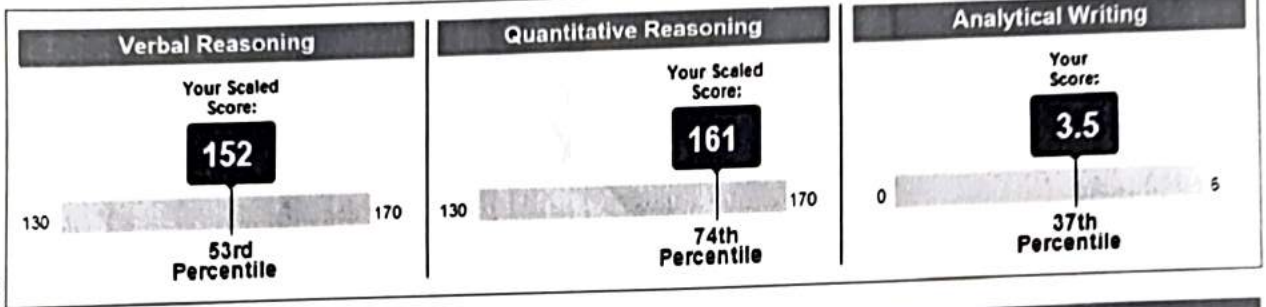 Verbal Reasoning
Your Scaled
Score:
152
130
170
53rd
Percentile
Quantitative Reasoning
Your Scaled
Score:
161
130
170
74th
Percentile
Analytical Writing
Your
Score:
3.5
0
6
37th
Percentile